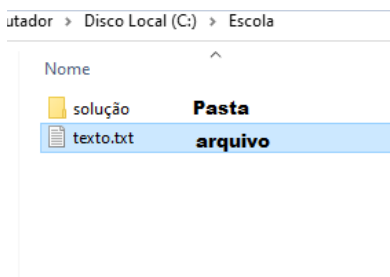 utador > Disco Local (C:) > Escola
Nome
solução Pasta
texto.txt arquivo